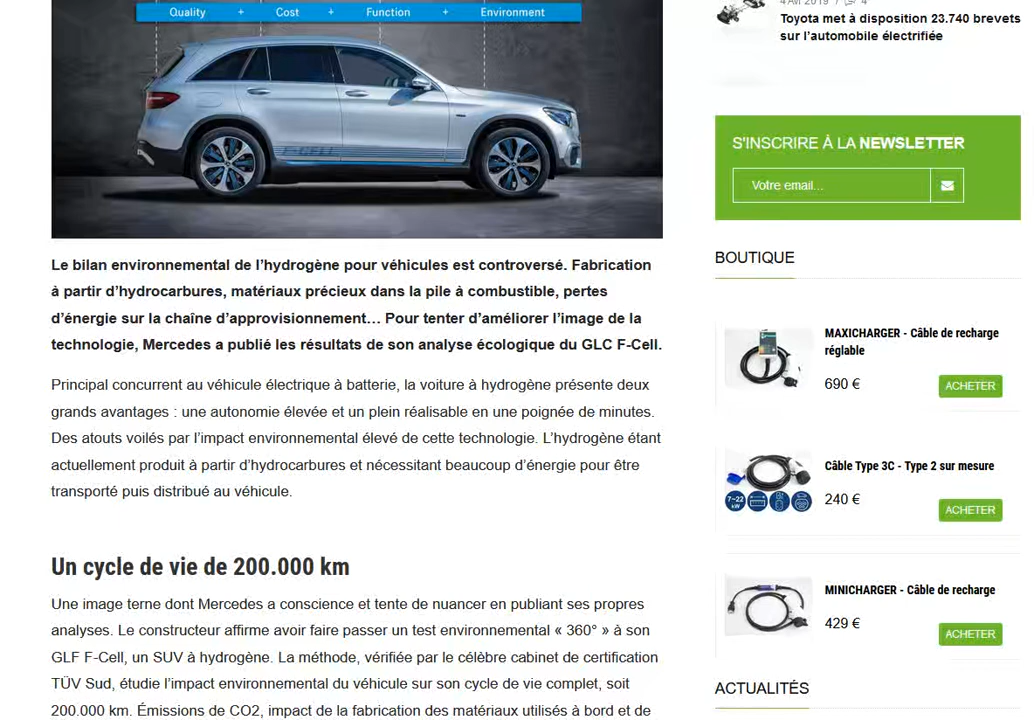 Quality + Cost + Function + Environment
Le bilan environnemental de l'hydrogène pour véhicules est controversé. Fabrication
à partir d'hydrocarbures, matériaux précieux dans la pile à combustible, pertes
d'énergie sur la chaîne d'approvisionnement… Pour tenter d'améliorer l'image de la
technologie, Mercedes a publié les résultats de son analyse écologique du GLC F-Cell.
Principal concurrent au véhicule électrique à batterie, la voiture à hydrogène présente deux
grands avantages : une autonomie élevée et un plein réalisable en une poignée de minutes.
Des atouts voilés par l'impact environnemental élevé de cette technologie. L'hydrogène étant
actuellement produit à partir d'hydrocarbures et nécessitant beaucoup d'énergie pour être
transporté puis distribué au véhicule.
Un cycle de vie de 200.000 km
Une image terne dont Mercedes a conscience et tente de nuancer en publiant ses propres
analyses. Le constructeur affirme avoir faire passer un test environnemental « 360° » à son
GLF F-Cell, un SUV à hydrogène. La méthode, vérifiée par le célèbre cabinet de certification
TÜV Sud, étudie l'impact environnemental du véhicule sur son cycle de vie complet, soit
200.000 km. Émissions de CO2, impact de la fabrication des matériaux utilisés à bord et de
4 Avr 2019 / 4
Toyota met à disposition 23.740 brevets
sur l'automobile électrifiée
S'INSCRIRE À LA NEWSLETTER
Votre email...
BOUTIQUE
MAXICHARGER - Câble de recharge
réglable
690 €
ACHETER
Câble Type 3C - Type 2 sur mesure
7~22
kW
240 €
ACHETER
MINICHARGER - Câble de recharge
429 €
ACHETER
ACTUALITÉS